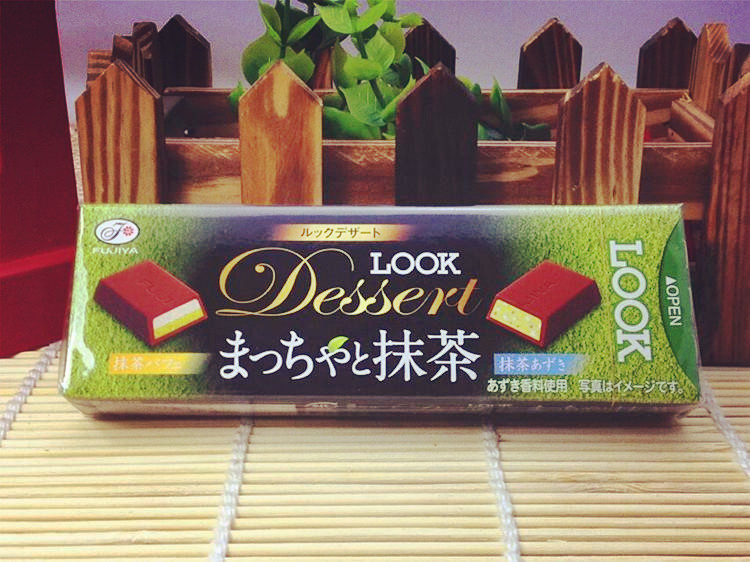 FUJIYA
ルックデザート
LOOK
Dessert
まっちゃと抹茶
抹茶パフェ
抹茶あずき
あずき香料使用 写真はイメージです。
LOOK
▲OPEN